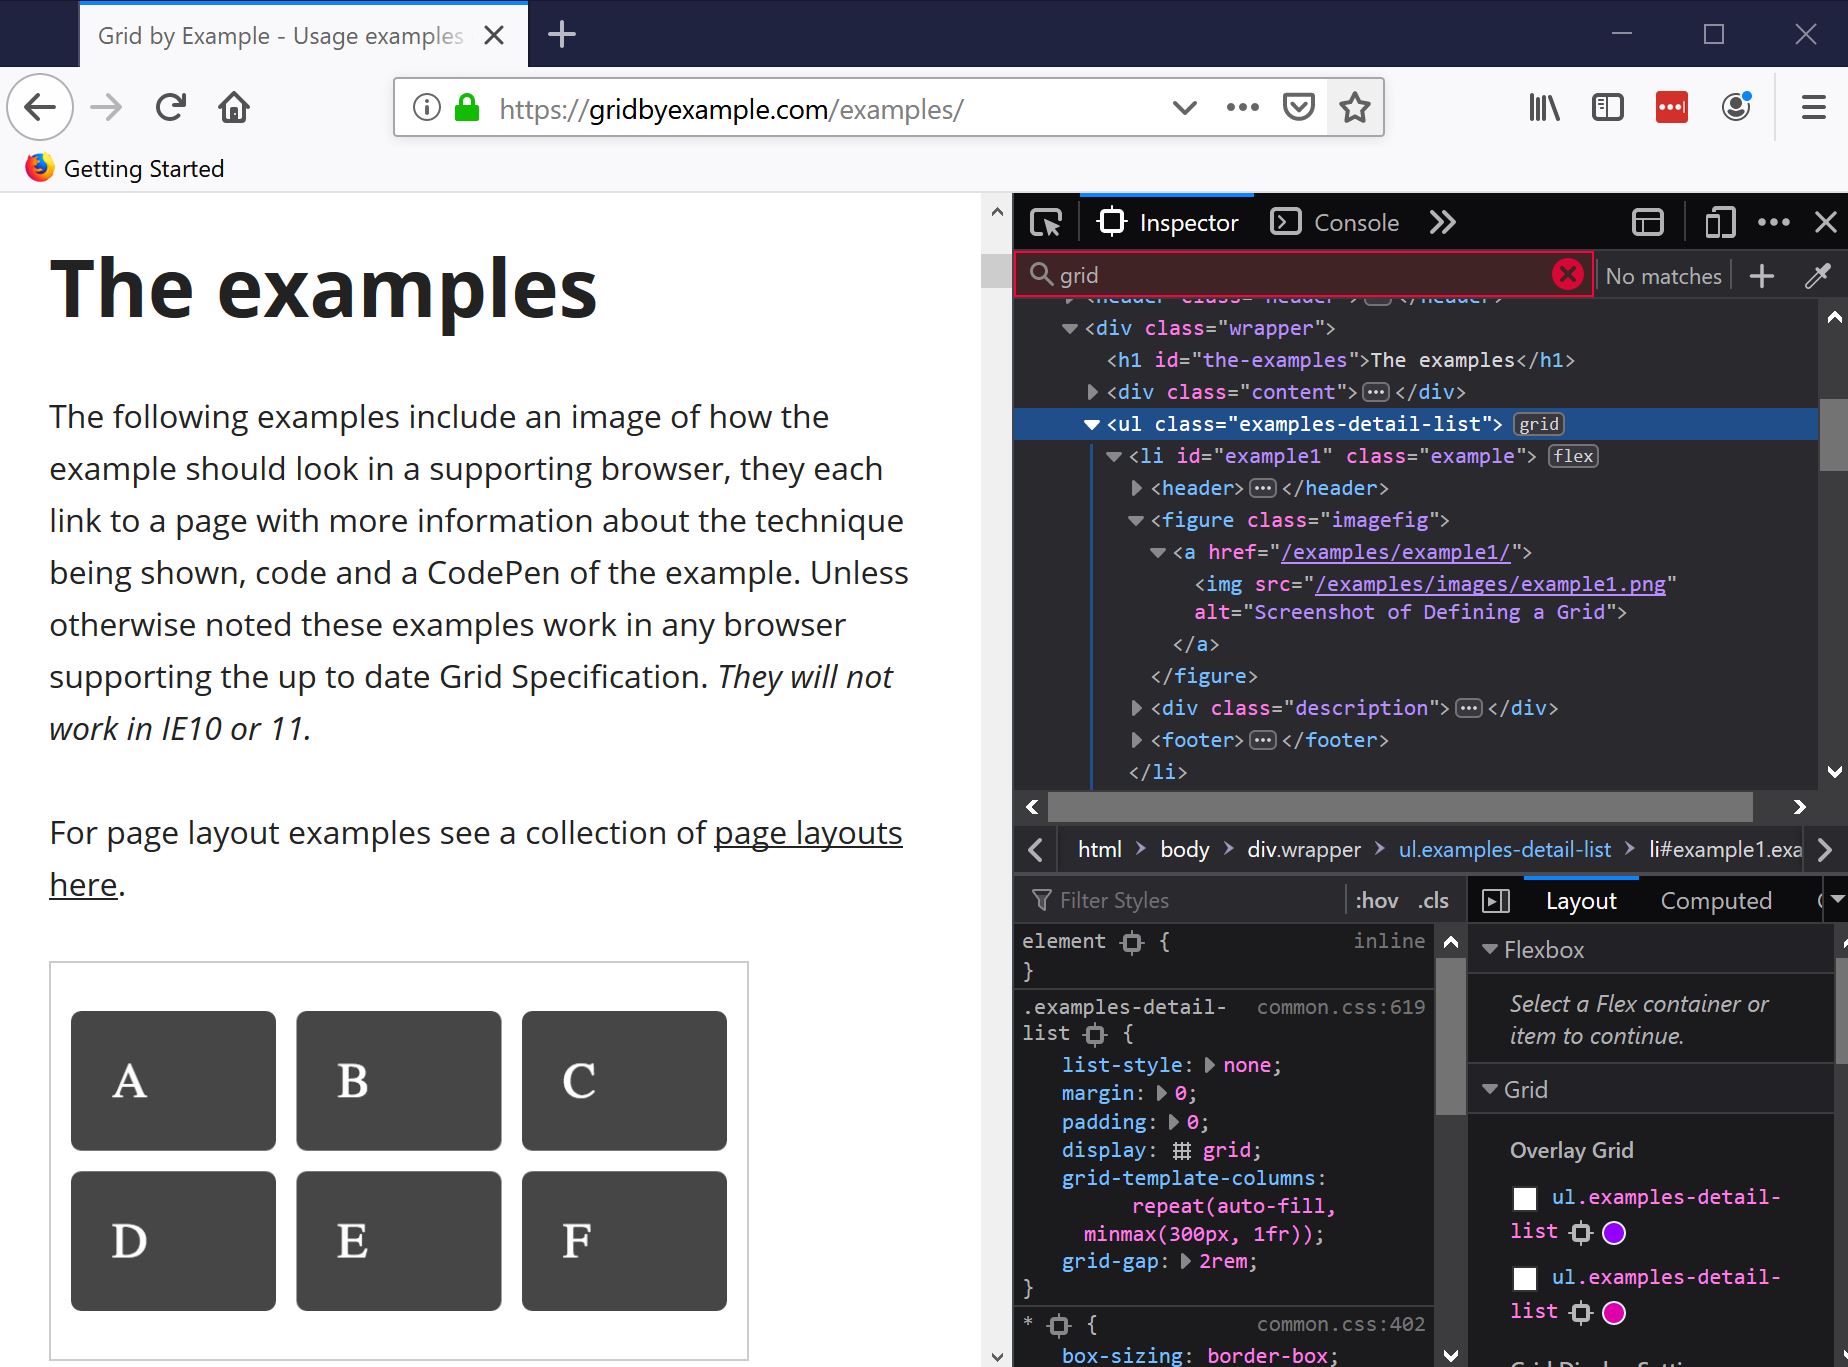 Grid by Example - Usage examples
https://gridbyexample.com/examples/
Getting Started
The examples
The following examples include an image of how the
example should look in a supporting browser, they each
link to a page with more information about the technique
being shown, code and a CodePen of the example. Unless
otherwise noted these examples work in any browser
supporting the up to date Grid Specification. They will not
work in IE10 or 11.
For page layout examples see a collection of page layouts
here.
A B C
D E F
Inspector Console
grid No matches
<header class="header"> </header>
<div class="wrapper">
<h1 id="the-examples">The examples</h1>
<div class="content"> </div>
<ul class="examples-detail-list"> grid
<li id="example1" class="example"> flex
<header> </header>
<figure class="imagefig">
<a href="/examples/example1/">
<img src="/examples/images/example1.png"
alt="Screenshot of Defining a Grid">
</a>
</figure>
<div class="description"> </div>
<footer> </footer>
</li>
html body div.wrapper ul.examples-detail-list li#example1.exa
Filter Styles :hov .cls
element { inline
}
.examples-detail- common.css:619
list {
list-style: none;
margin: 0;
padding: 0;
display: grid;
grid-template-columns:
repeat(auto-fill,
minmax(300px, 1fr));
grid-gap: 2rem;
}
* { common.css:402
box-sizing: border-box;
Layout Computed
Flexbox
Select a Flex container or
item to continue.
Grid
Overlay Grid
ul.examples-detail-
list
ul.examples-detail-
list